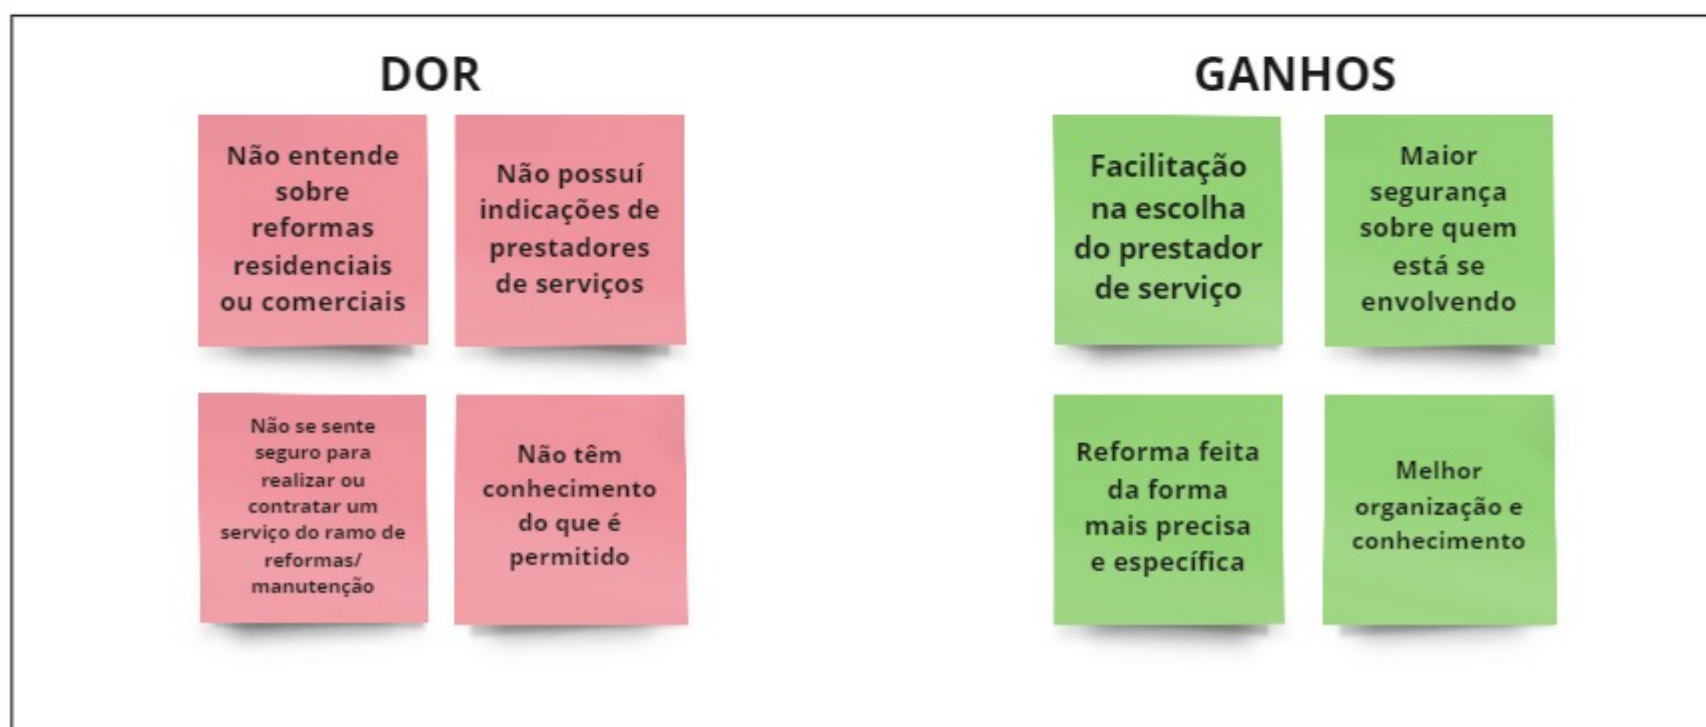 DOR
Não entende
sobre
reformas
residenciais
ou comerciais
Não possuí
indicações de
prestadores
de serviços
Não se sente
seguro para
realizar ou
contratar um
serviço do ramo de
reformas/
manutenção
Não têm
conhecimento
do que é
permitido
GANHOS
Facilitação
na escolha
do prestador
de serviço
Maior
segurança
sobre quem
está se
envolvendo
Reforma feita
da forma
mais precisa
e específica
Melhor
organização e
conhecimento